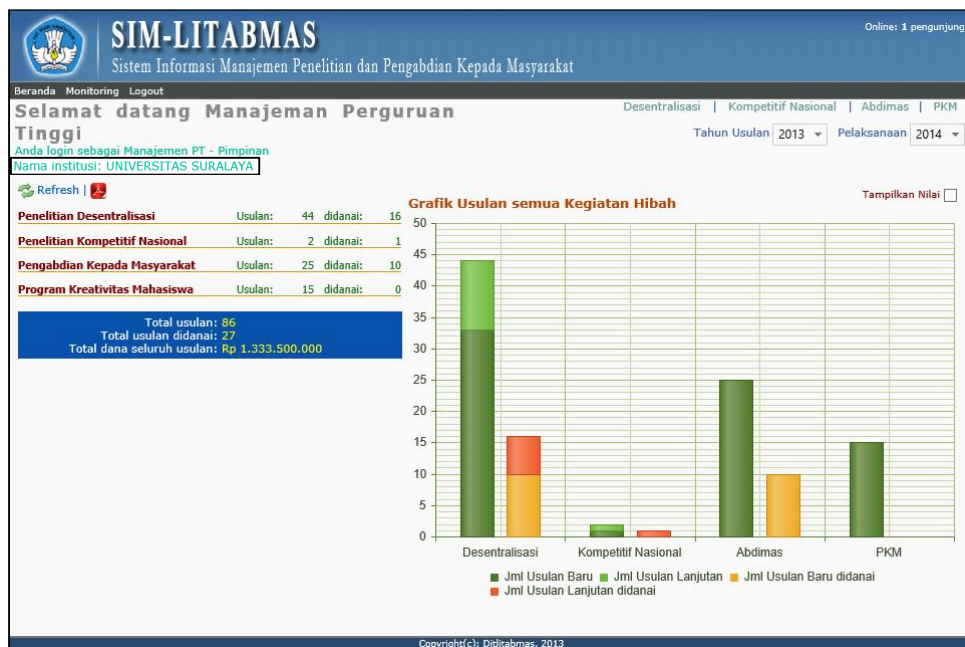 SIM-LITABMAS
Sistem Informasi Manajemen Penelitian dan Pengabdian Kepada Masyarakat
Online: 1 pengunjung
Beranda Monitoring Logout
Selamat datang Manajeman Perguruan
Tinggi
Anda login sebagai Manajemen PT - Pimpinan
Nama institusi: UNIVERSITAS SURALAYA
Desentralisasi | Kompetitif Nasional | Abdimas | PKM
Tahun Usulan 2013 Pelaksanaan 2014
Refresh |
Penelitian Desentralisasi Usulan: 44 didanai: 16
Penelitian Kompetitif Nasional Usulan: 2 didanai: 1
Pengabdian Kepada Masyarakat Usulan: 25 didanai: 10
Program Kreativitas Mahasiswa Usulan: 15 didanai: 0
Total usulan: 86
Total usulan didanai: 27
Total dana seluruh usulan: Rp 1.333.500.000
Tampilkan Nilai
Grafik Usulan semua Kegiatan Hibah
50
45
40
35
30
25
20
15
10
5
0
Desentralisasi Kompetitif Nasional Abdimas PKM
Jml Usulan Baru Jml Usulan Lanjutan Jml Usulan Baru didanai
Jml Usulan Lanjutan didanai
Copyright(c): Ditlitabmas, 2013